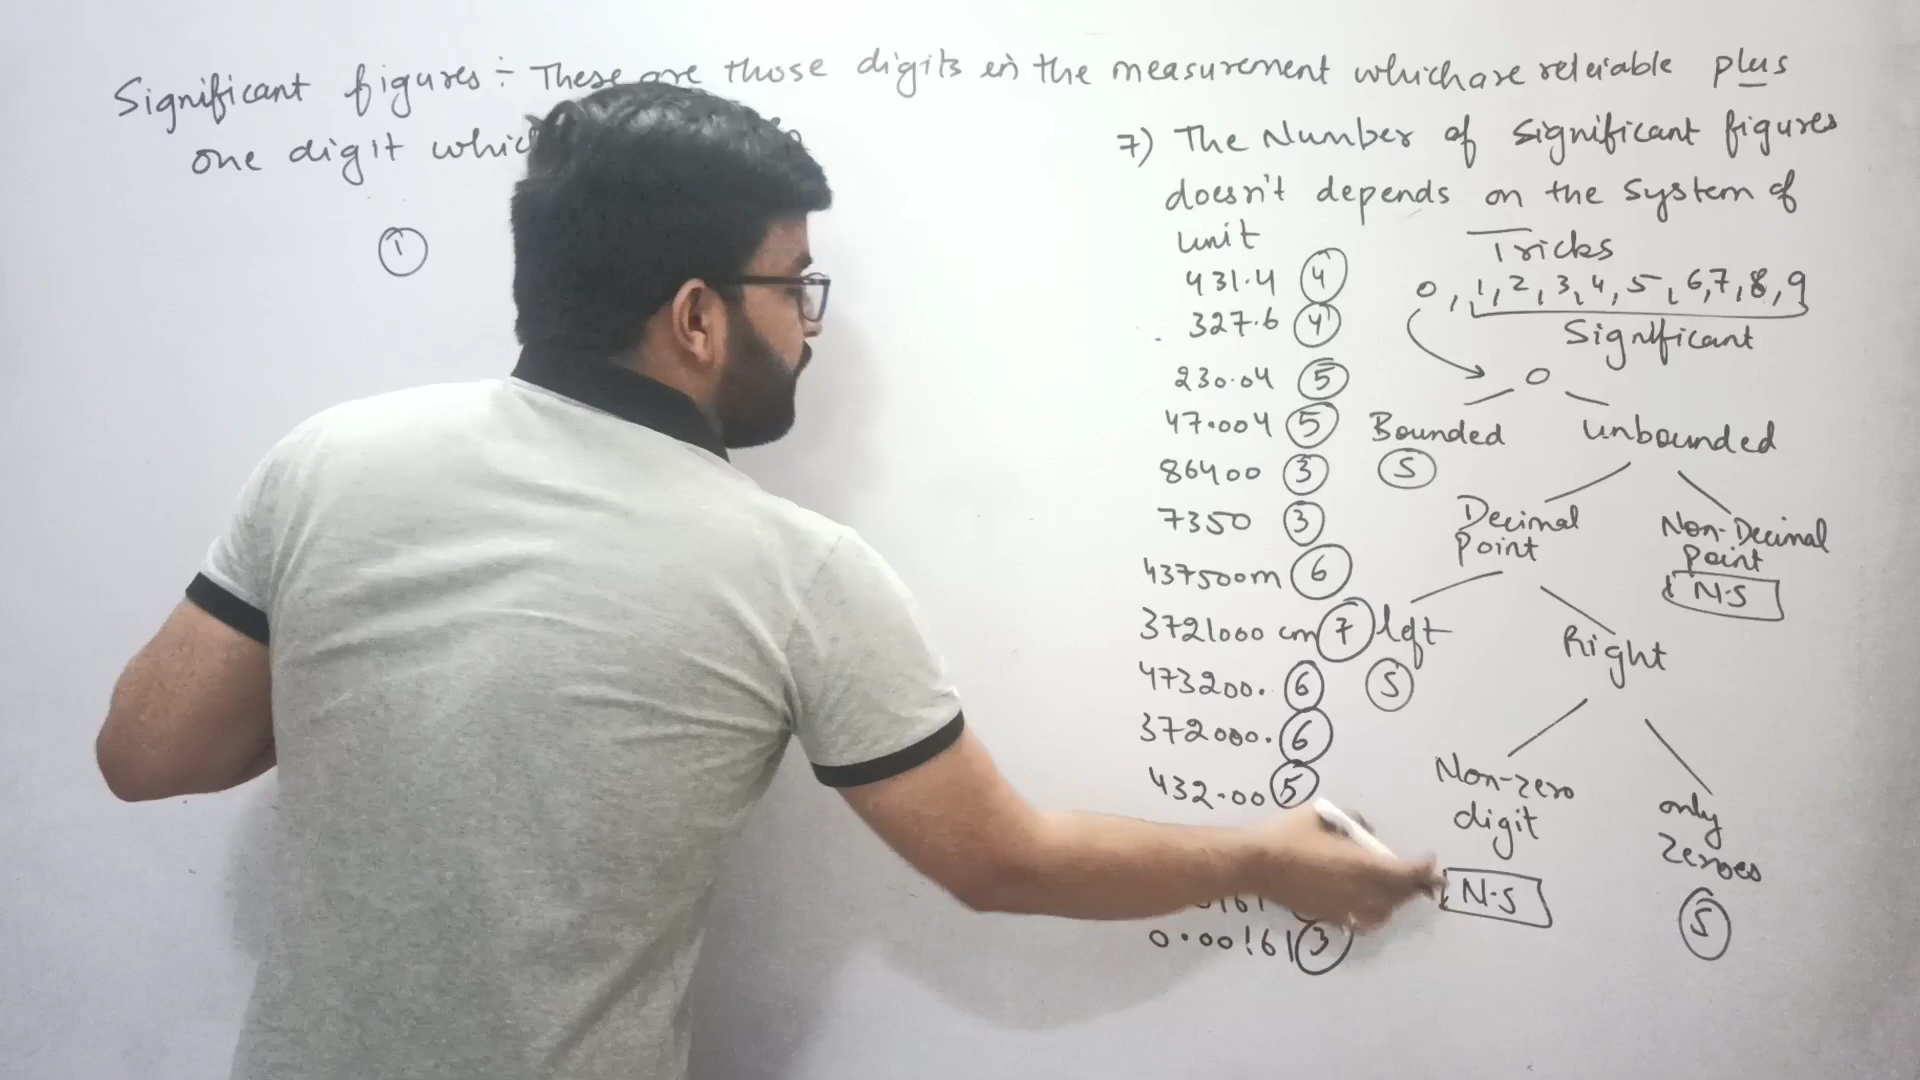 Significant figures :- These are those digits in the measurement which are releiable plus
one digit which
1
7) The Number of Significant figures
doesn't depends on the System of
unit
Tricks
431.4 4
327.6 4
230.04 5
47.004 5
86400 3
7350 3
437500m 6
3721000 cm 7
473200. 6
372000. 6
432.00 5
0.00161 3
0, 1, 2, 3, 4, 5, 6, 7, 8, 9
Significant
0
Bounded unbounded
S
Decimal
Point
Non-Decimal
Point
N.S
left Right
S
Non-zero
digit
N.S
only
Zeroes
S